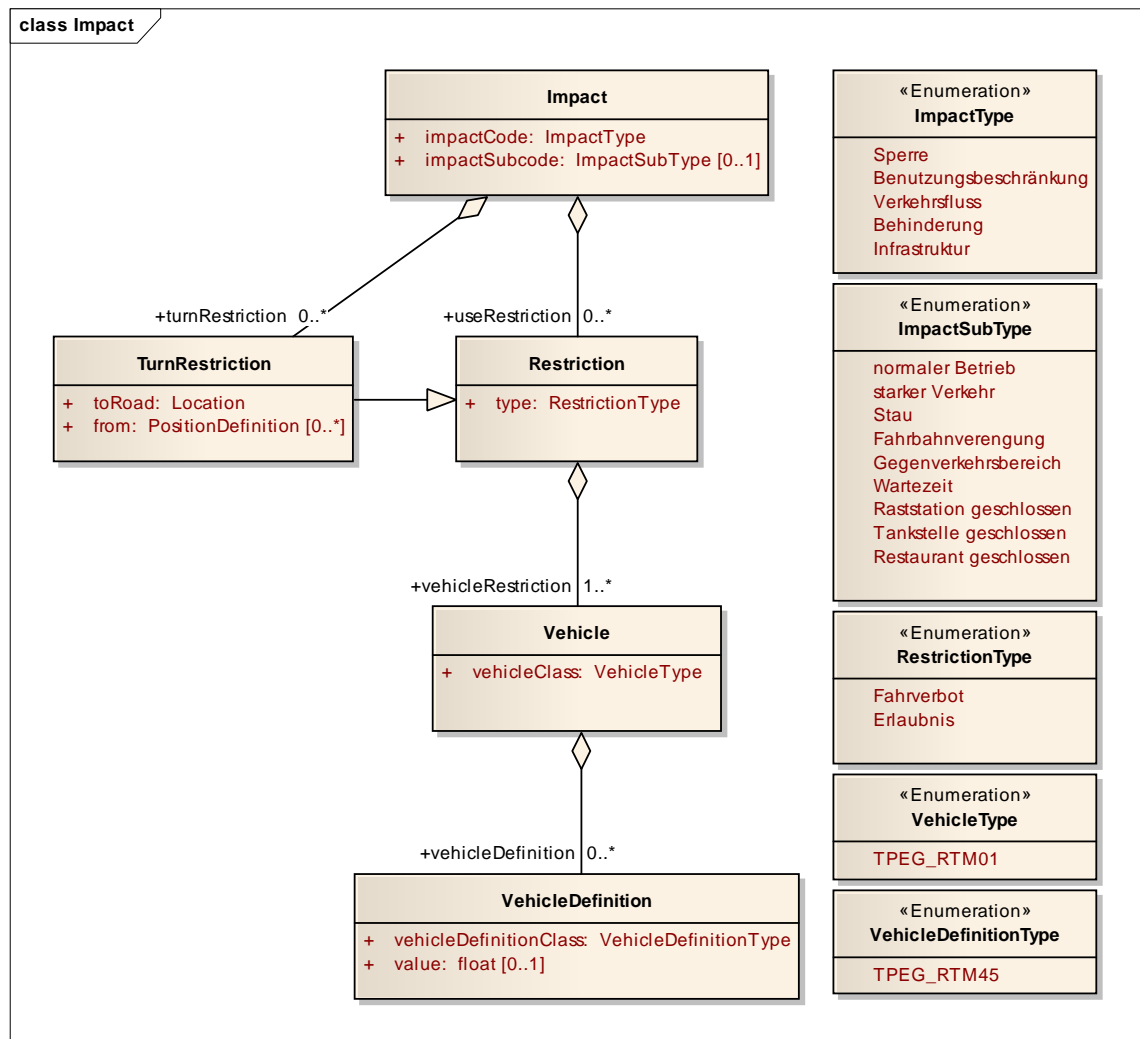 class Impact
Impact
+ impactCode: ImpactType
+ impactSubcode: ImpactSubType [0..1]
+turnRestriction 0..*
+useRestriction 0..*
TurnRestriction
+ toRoad: Location
+ from: PositionDefinition [0..*]
Restriction
+ type: RestrictionType
+vehicleRestriction 1..*
Vehicle
+ vehicleClass: VehicleType
+vehicleDefinition 0..*
VehicleDefinition
+ vehicleDefinitionClass: VehicleDefinitionType
+ value: float [0..1]
«Enumeration»
ImpactType
Sperre
Benutzungsbeschränkung
Verkehrsfluss
Behinderung
Infrastruktur
«Enumeration»
ImpactSubType
normaler Betrieb
starker Verkehr
Stau
Fahrbahnverengung
Gegenverkehrsbereich
Wartezeit
Raststation geschlossen
Tankstelle geschlossen
Restaurant geschlossen
«Enumeration»
RestrictionType
Fahrverbot
Erlaubnis
«Enumeration»
VehicleType
TPEG_RTM01
«Enumeration»
VehicleDefinitionType
TPEG_RTM45